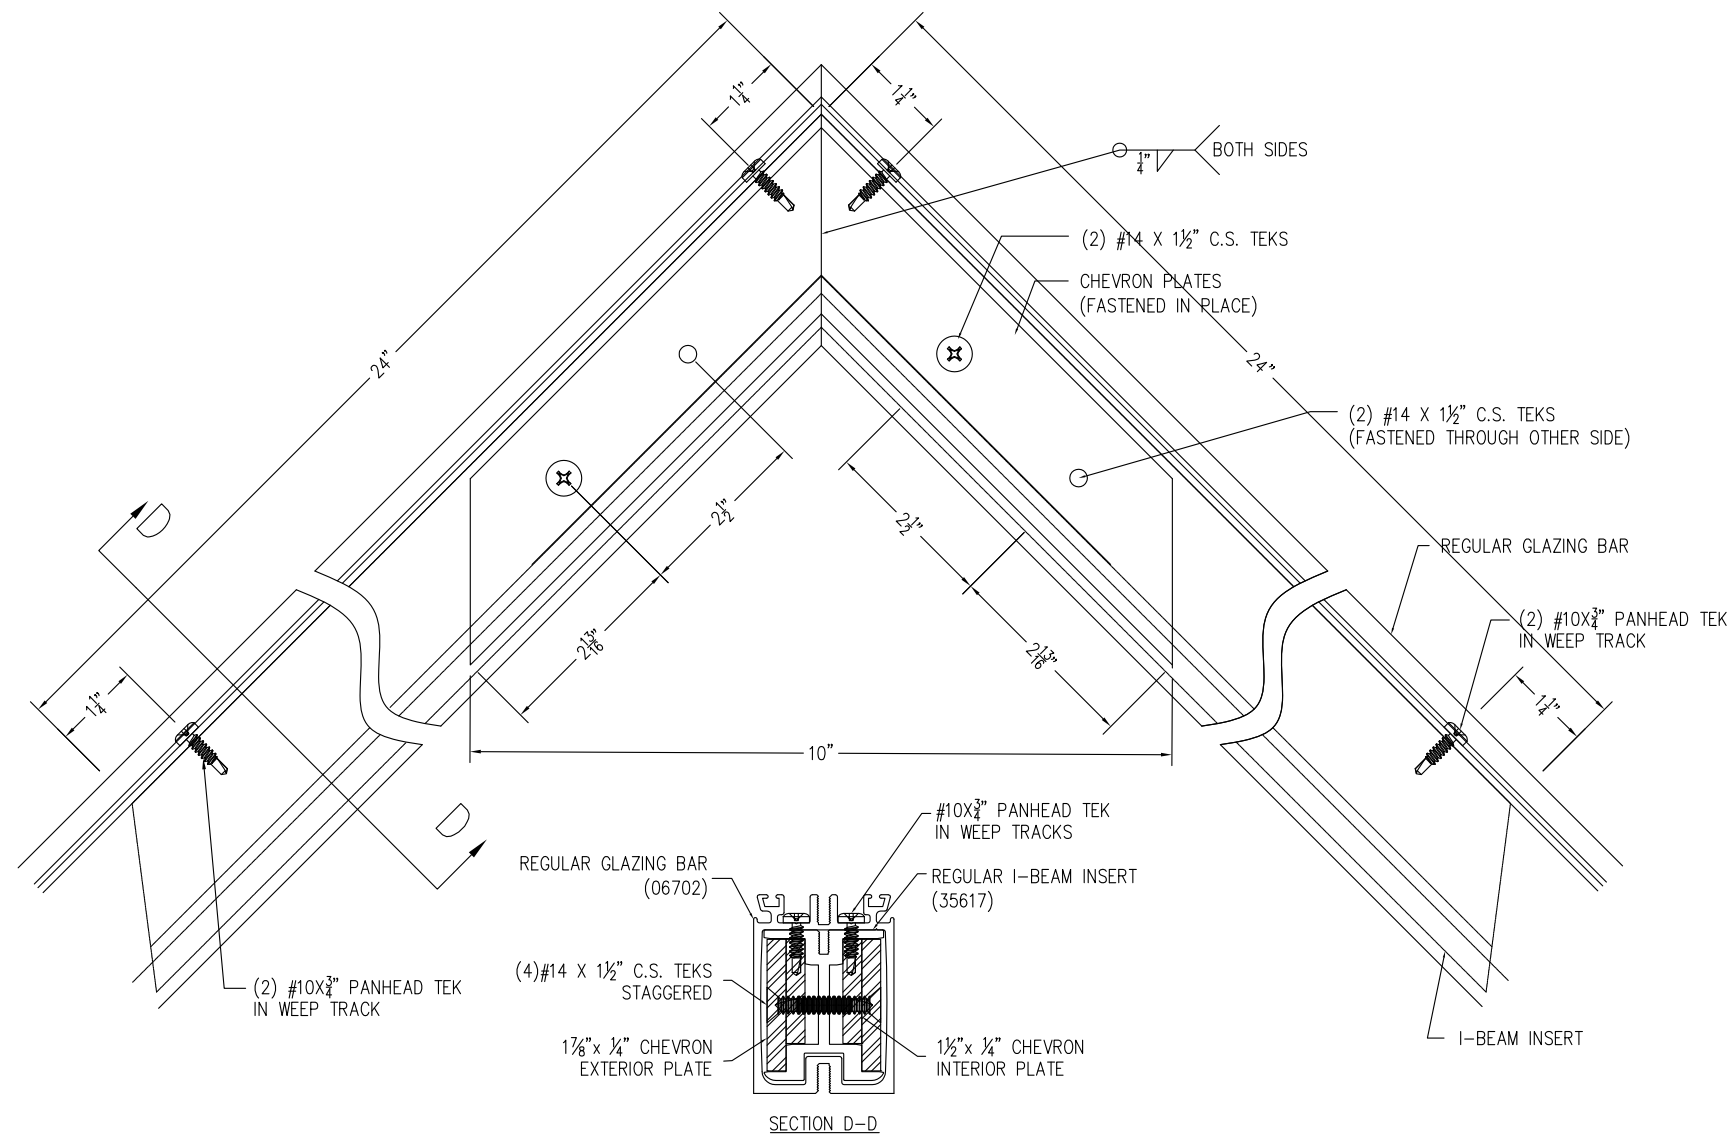 1¼"
1¼"
¼"
BOTH SIDES
(2) #14 X 1½" C.S. TEKS
CHEVRON PLATES
(FASTENED IN PLACE)
24"
24"
(2) #14 X 1½" C.S. TEKS
(FASTENED THROUGH OTHER SIDE)
2½"
2½"
D
REGULAR GLAZING BAR
(2) #10X¾" PANHEAD TEK
IN WEEP TRACK
2 13/16"
2 13/16"
1¼"
1¼"
10"
D
#10X¾" PANHEAD TEK
IN WEEP TRACKS
REGULAR GLAZING BAR
(06702)
REGULAR I-BEAM INSERT
(35617)
(2) #10X¾" PANHEAD TEK
IN WEEP TRACK
(4)#14 X 1½" C.S. TEKS
STAGGERED
1⅞"x ¼" CHEVRON
EXTERIOR PLATE
1½"x ¼" CHEVRON
INTERIOR PLATE
I-BEAM INSERT
SECTION D-D